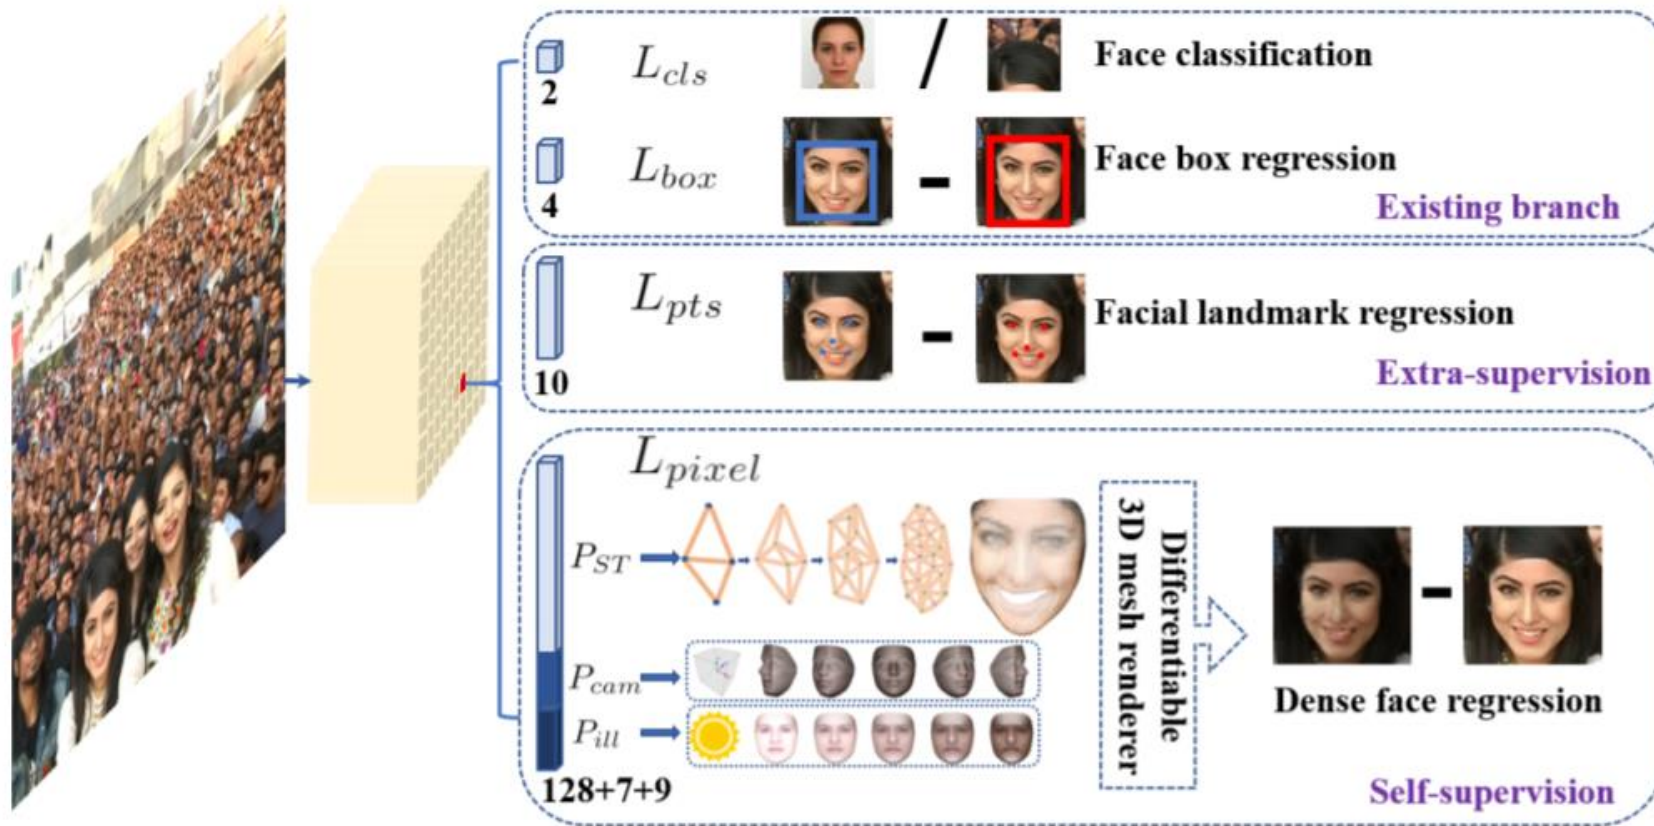 L_cls
Face classification
2
L_box
Face box regression
4
Existing branch
L_pts
Facial landmark regression
10
Extra-supervision
L_pixel
P_ST
P_cam
P_ill
128+7+9
Differentiable
3D mesh renderer
Dense face regression
Self-supervision